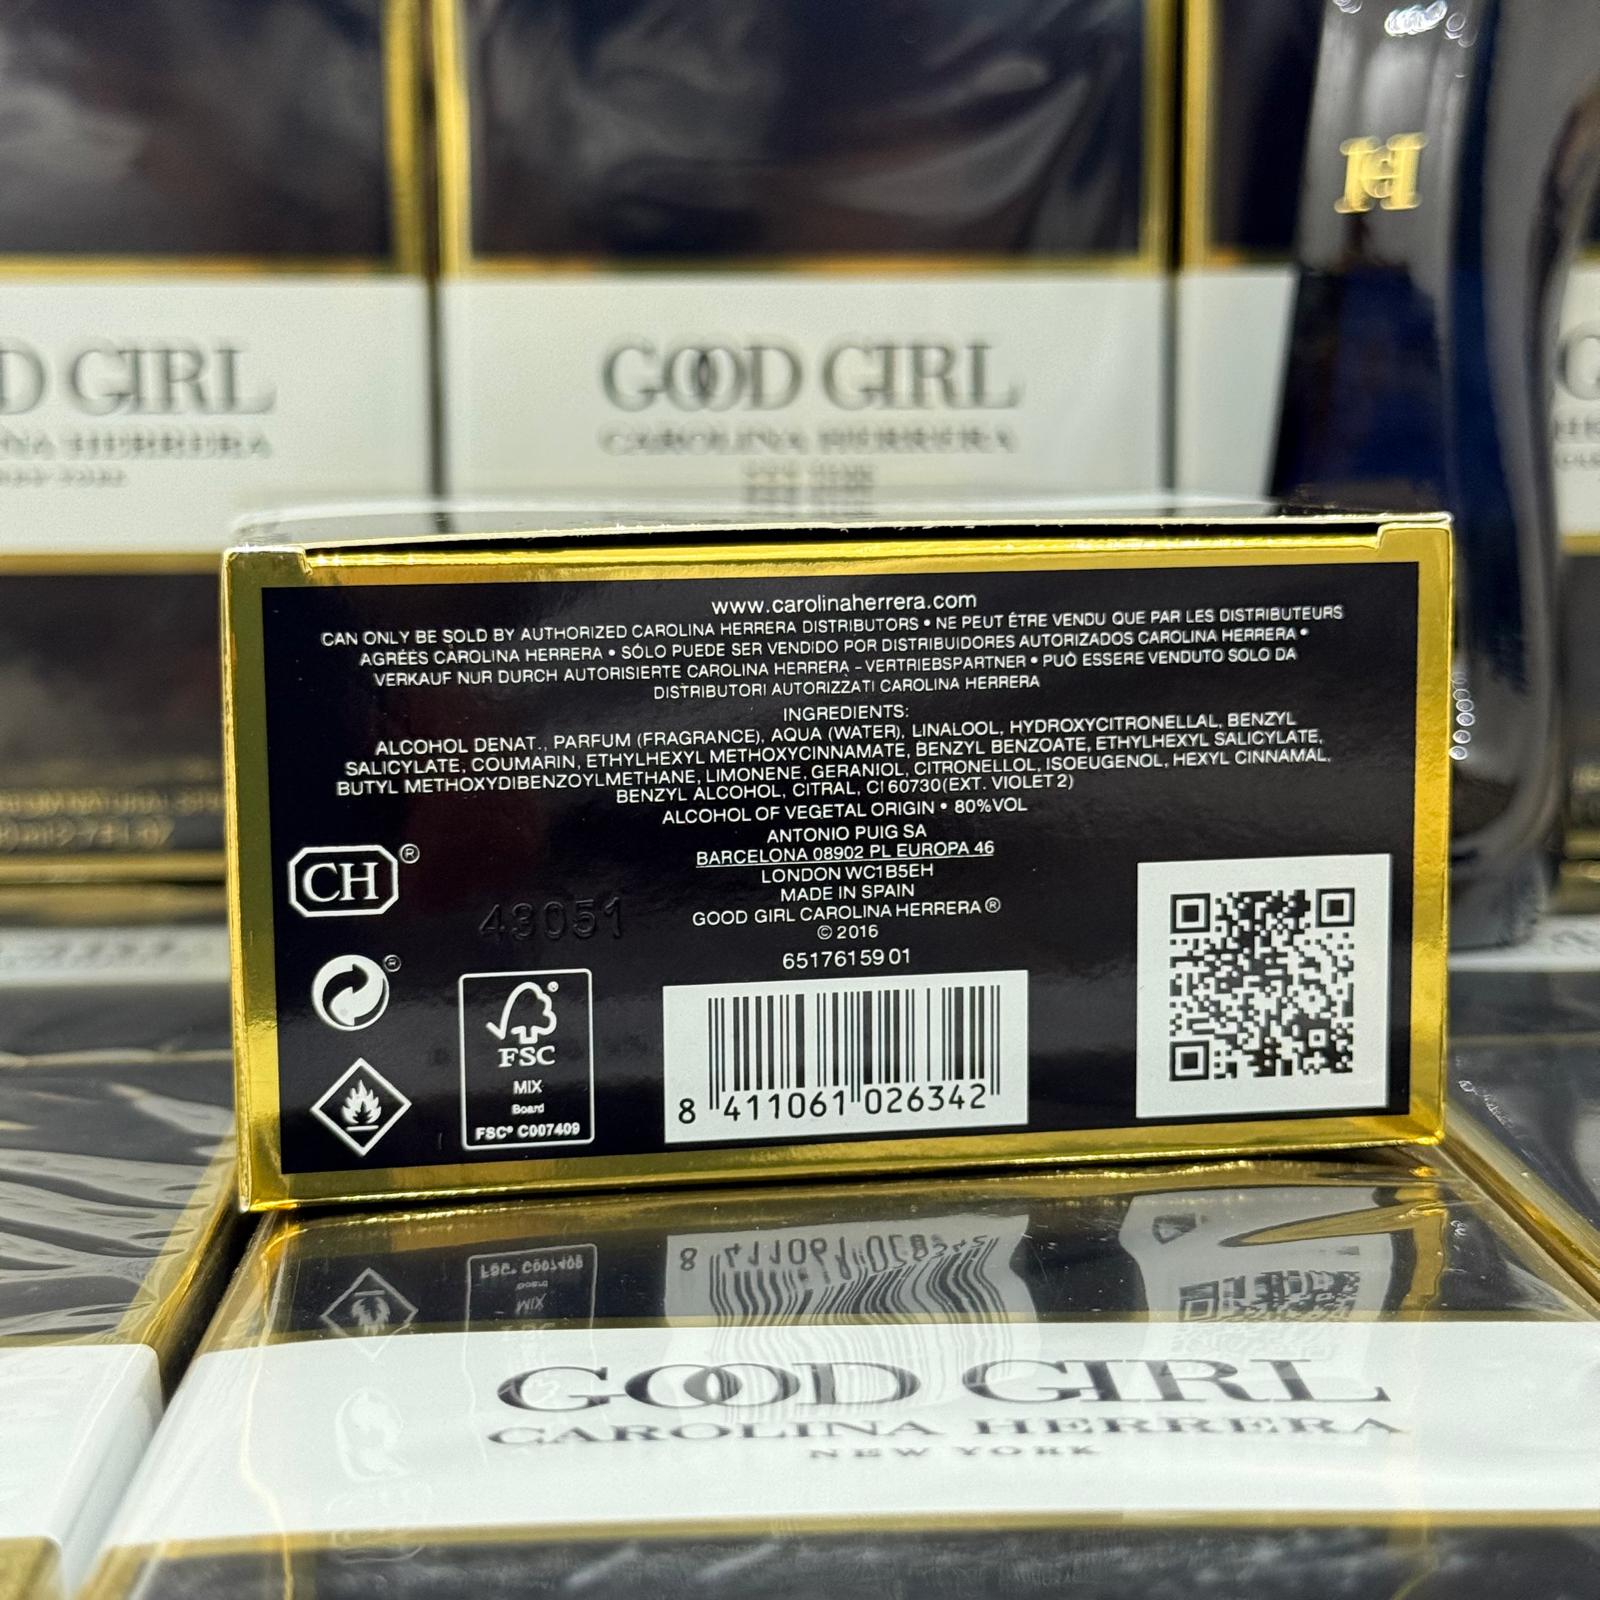 D GIRL
NA HERRERA
GOOD GIRL
CAROLINA HERRERA
CH
www.carolinaherrera.com
CAN ONLY BE SOLD BY AUTHORIZED CAROLINA HERRERA DISTRIBUTORS • NE PEUT ÊTRE VENDU QUE PAR LES DISTRIBUTEURS
AGRÉÉS CAROLINA HERRERA • SÓLO PUEDE SER VENDIDO POR DISTRIBUIDORES AUTORIZADOS CAROLINA HERRERA •
VERKAUF NUR DURCH AUTORISIERTE CAROLINA HERRERA - VERTRIEBSPARTNER • PUÒ ESSERE VENDUTO SOLO DA
DISTRIBUTORI AUTORIZZATI CAROLINA HERRERA
INGREDIENTS:
ALCOHOL DENAT., PARFUM (FRAGRANCE), AQUA (WATER), LINALOOL, HYDROXYCITRONELLAL, BENZYL
SALICYLATE, COUMARIN, ETHYLHEXYL METHOXYCINNAMATE, BENZYL BENZOATE, ETHYLHEXYL SALICYLATE,
BUTYL METHOXYDIBENZOYLMETHANE, LIMONENE, GERANIOL, CITRONELLOL, ISOEUGENOL, HEXYL CINNAMAL,
BENZYL ALCOHOL, CITRAL, CI 60730 (EXT. VIOLET 2)
ALCOHOL OF VEGETAL ORIGIN • 80%VOL
ANTONIO PUIG SA
BARCELONA 08902 PL EUROPA 46
LONDON WC1B5EH
MADE IN SPAIN
GOOD GIRL CAROLINA HERRERA ®
© 2016
65176159 01
CH ®
43051
®
FSC
MIX
Board
FSC® C007409
8 411061 026342
GOOD GIRL
CAROLINA HERRERA
NEW YORK